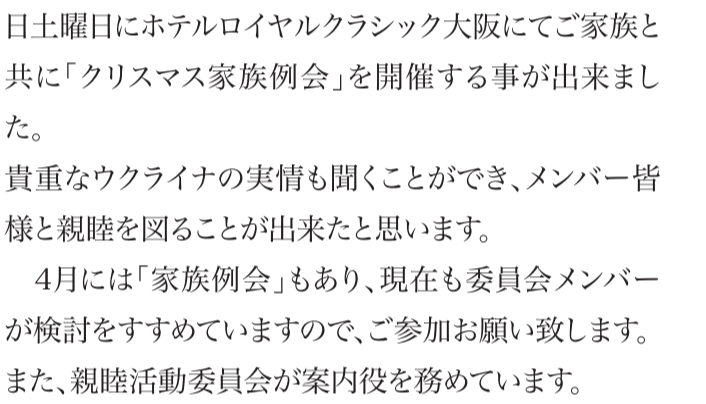 日土曜日にホテルロイヤルクラシック大阪にてご家族と
共に「クリスマス家族例会」を開催する事が出来まし
た。
貴重なウクライナの実情も聞くことができ、メンバー皆
様と親睦を図ることが出来たと思います。
　4月には「家族例会」もあり、現在も委員会メンバー
が検討をすすめていますので、ご参加お願い致します。
また、親睦活動委員会が案内役を務めています。